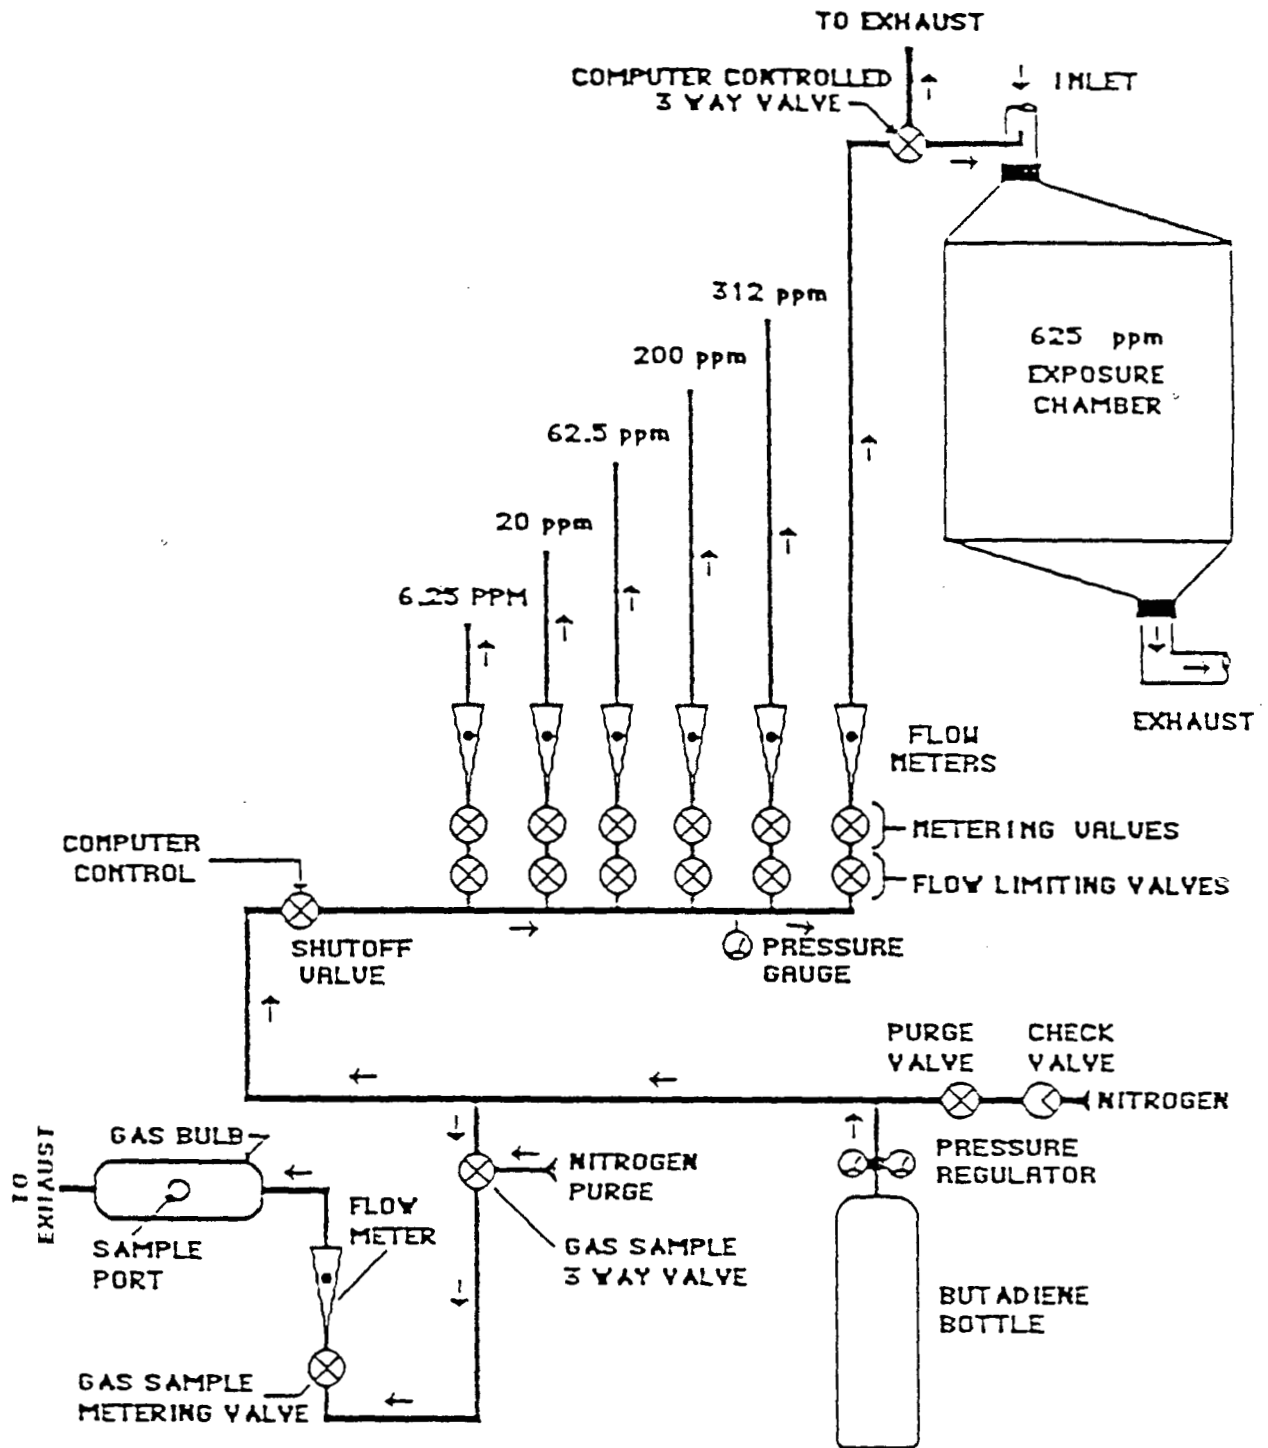 TO EXHAUST
COMPUTER CONTROLLED
3 WAY VALVE
INLET
312 ppm
625 ppm
EXPOSURE
CHAMBER
200 ppm
62.5 ppm
20 ppm
6.25 PPM
EXHAUST
FLOW
METERS
METERING VALVES
COMPUTER
CONTROL
FLOW LIMITING VALVES
SHUTOFF
VALVE
PRESSURE
GAUGE
PURGE
VALVE
CHECK
VALVE
NITROGEN
GAS BULB
TO
EXHAUST
NITROGEN
PURGE
PRESSURE
REGULATOR
FLOW
METER
SAMPLE
PORT
GAS SAMPLE
3 WAY VALVE
BUTADIENE
BOTTLE
GAS SAMPLE
METERING VALVE